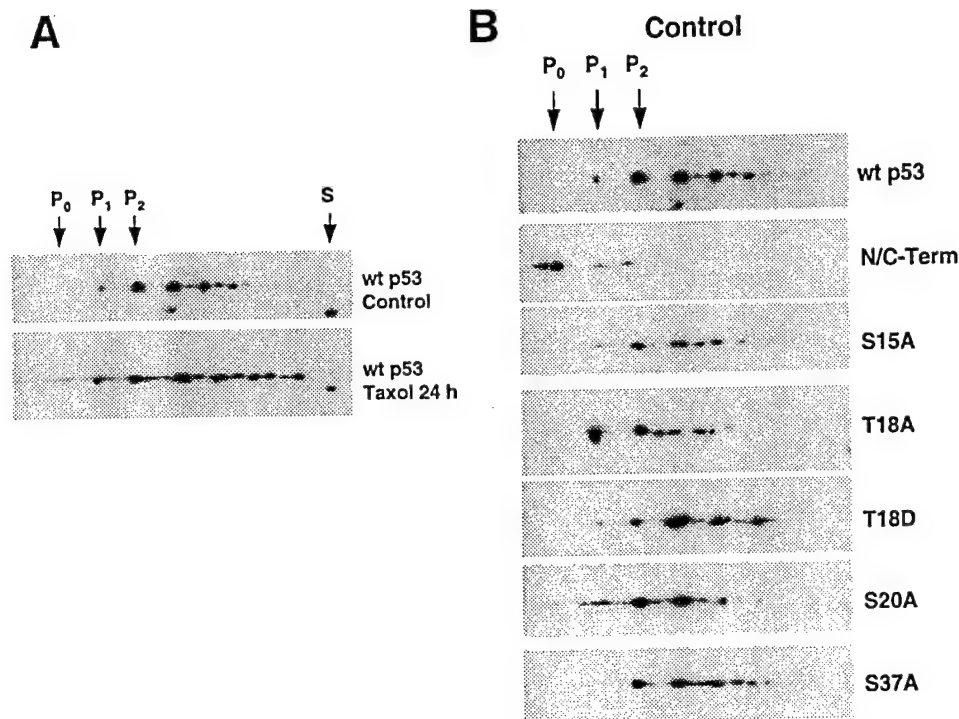 A
P0 P1 P2 S
wt p53
Control
wt p53
Taxol 24 h
B
Control
P0 P1 P2
wt p53
N/C-Term
S15A
T18A
T18D
S20A
S37A